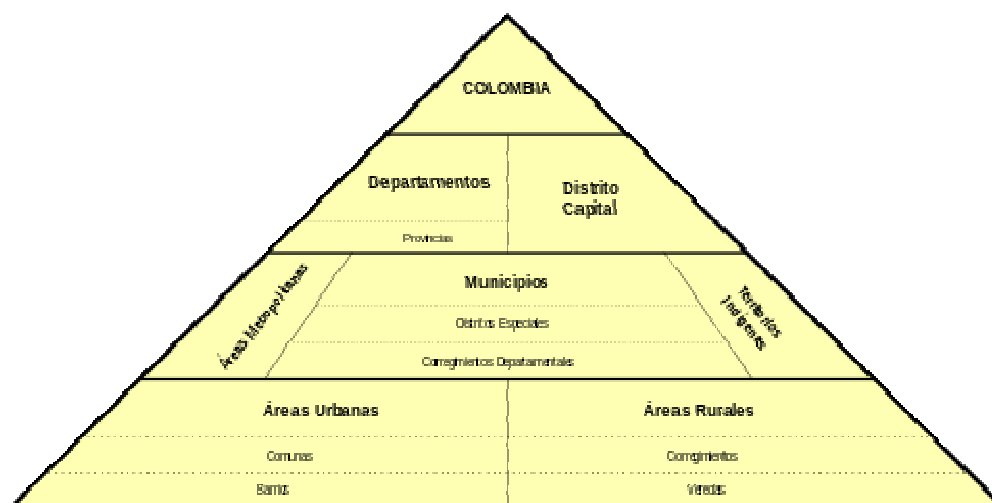 COLOMBIA
Departamentos
Distrito
Capital
Provincias
Áreas Metropolitanas
Municipios
Territorios
Indígenas
Distritos Especiales
Corregimientos Departamentales
Áreas Urbanas
Áreas Rurales
Comunas
Corregimientos
Barrios
Veredas